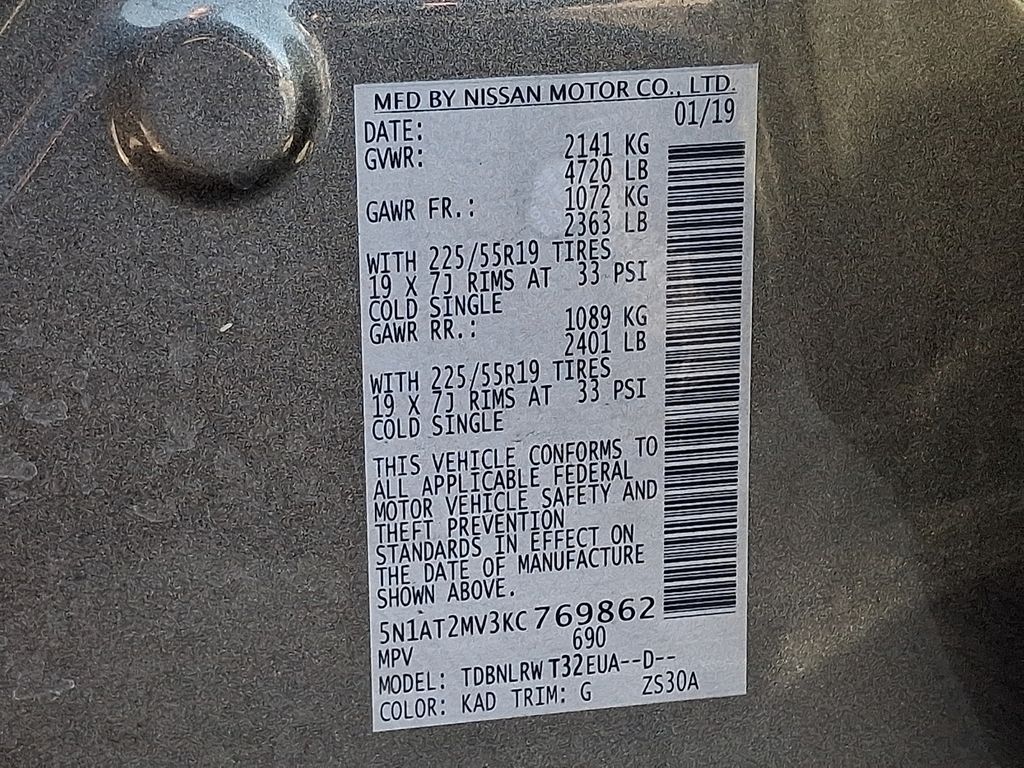 MFD BY NISSAN MOTOR CO., LTD.
DATE: 01/19
GVWR: 2141 KG
4720 LB
GAWR FR.: 1072 KG
2363 LB
WITH 225/55R19 TIRES
19 X 7J RIMS AT 33 PSI
COLD SINGLE
GAWR RR.: 1089 KG
2401 LB
WITH 225/55R19 TIRES
19 X 7J RIMS AT 33 PSI
COLD SINGLE
THIS VEHICLE CONFORMS TO
ALL APPLICABLE FEDERAL
MOTOR VEHICLE SAFETY AND
THEFT PREVENTION
STANDARDS IN EFFECT ON
THE DATE OF MANUFACTURE
SHOWN ABOVE.
5N1AT2MV3KC769862
MPV 690
MODEL: TDBNLRW T32EUA--D--
COLOR: KAD TRIM: G ZS30A